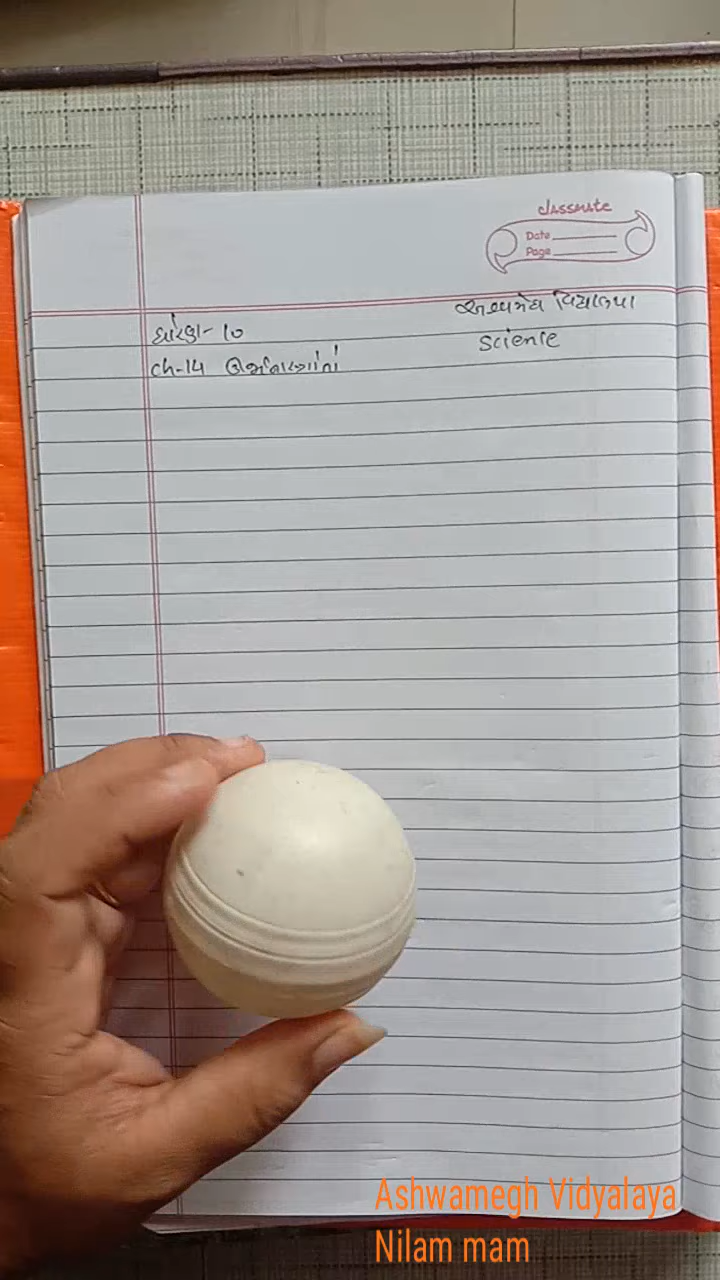 classmate
Date
Page
અશ્વમેઘ વિદ્યાલય
ધોરણ- 10
Science
ch-14 ઊર્જાના સ્ત્રોતો
Ashwamegh Vidyalaya
Nilam mam